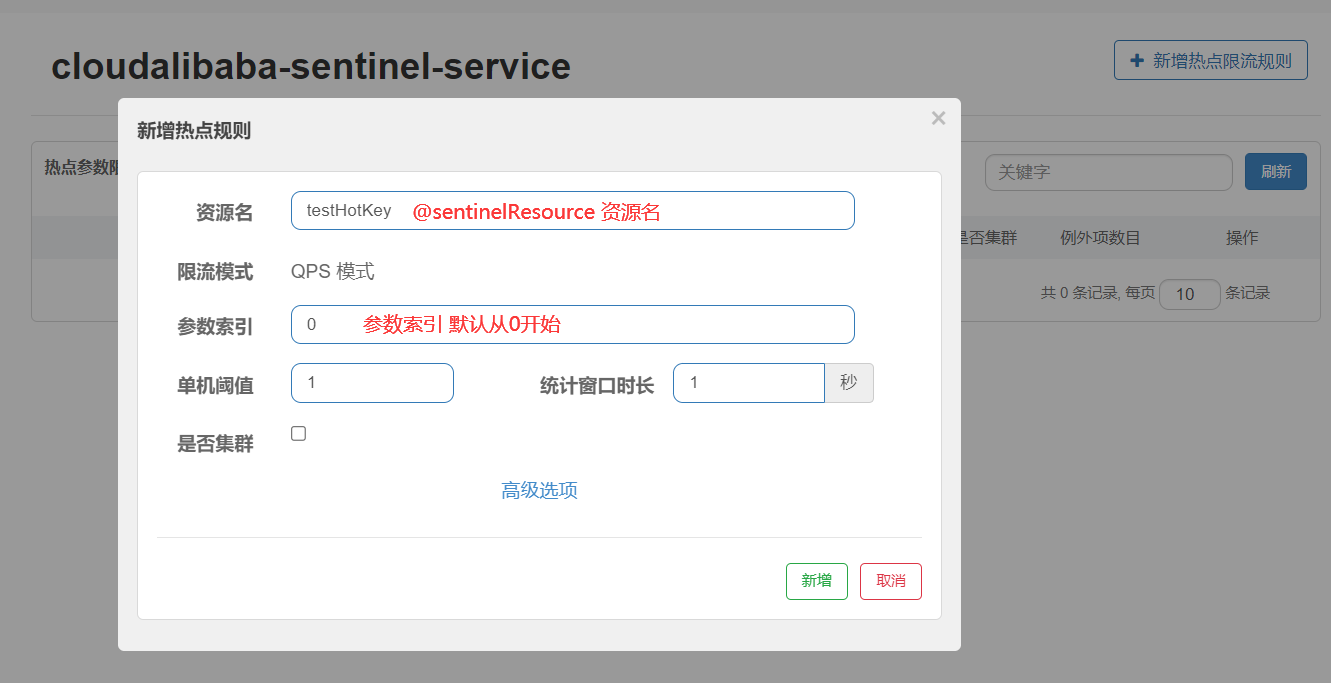 cloudalibaba-sentinel-service
新增热点限流规则
新增热点规则
×
热点参数限
关键字
刷新
资源名 testHotKey @sentinelResource 资源名
是否集群 例外项数目 操作
限流模式 QPS 模式
共 0 条记录, 每页 10 条记录
参数索引 0 参数索引 默认从0开始
单机阈值 1 统计窗口时长 1 秒
是否集群
高级选项
新增 取消